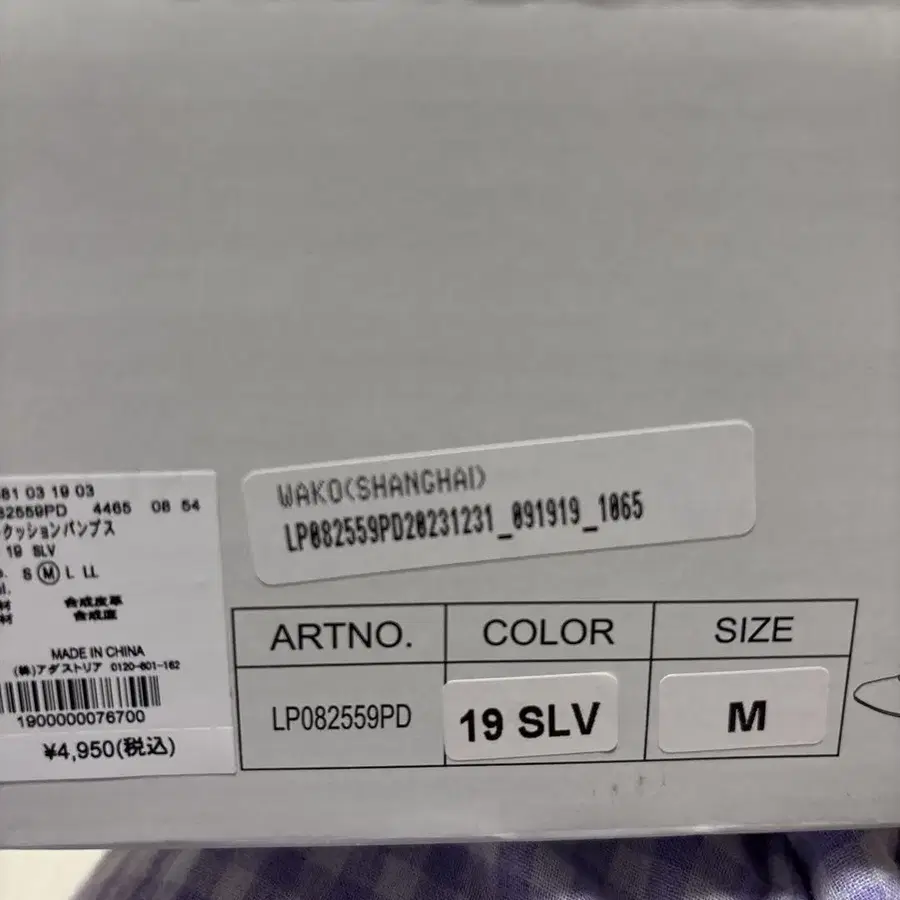 81 03 19 03
82559PD 4465 08 54
クッションパンプス
19 SLV
S M L LL
合成皮革
材 合成底
MADE IN CHINA
(株)アダストリア 0120-601-162
1900000076700
¥4,950(税込)
WAKO(SHANGHAI)
LP082559PD20231231_091919_1065
ARTNO. COLOR SIZE
LP082559PD 19 SLV M